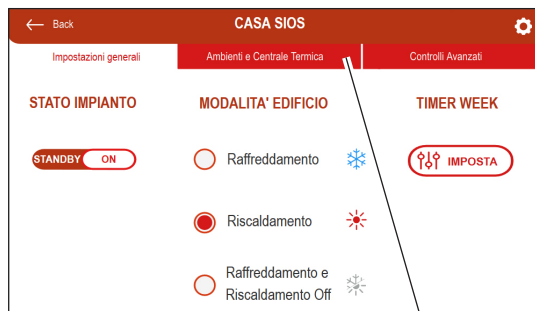 Back
CASA SIOS
Impostazioni generali
Ambienti e Centrale Termica
Controlli Avanzati
STATO IMPIANTO
MODALITA' EDIFICIO
TIMER WEEK
STANDBY ON
Raffreddamento
IMPOSTA
Riscaldamento
Raffreddamento e
Riscaldamento Off